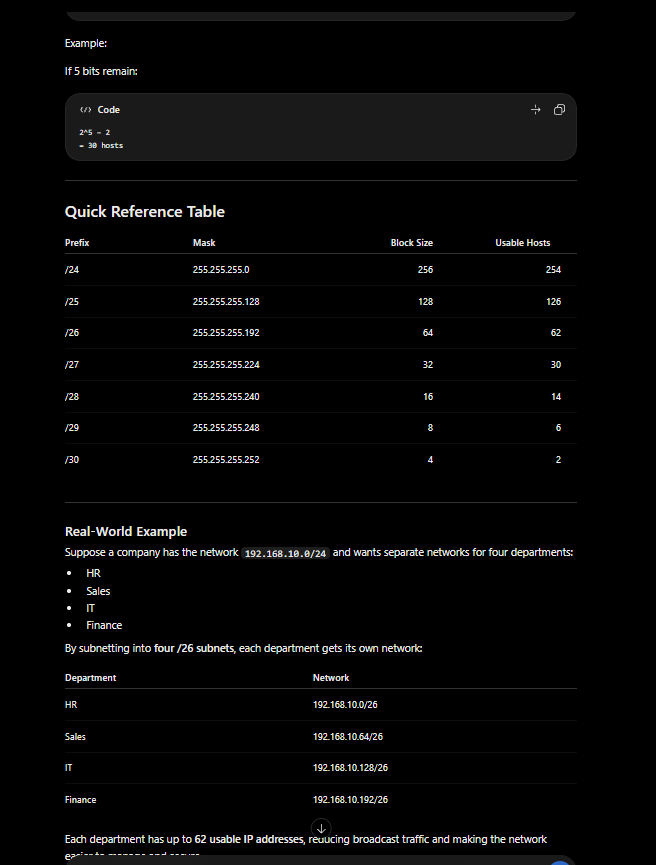 Example:
If 5 bits remain:
Code
2^5 − 2
= 30 hosts
Quick Reference Table
Prefix Mask Block Size Usable Hosts
/24 255.255.255.0 256 254
/25 255.255.255.128 128 126
/26 255.255.255.192 64 62
/27 255.255.255.224 32 30
/28 255.255.255.240 16 14
/29 255.255.255.248 8 6
/30 255.255.255.252 4 2
Real-World Example
Suppose a company has the network 192.168.10.0/24 and wants separate networks for four departments:
• HR
• Sales
• IT
• Finance
By subnetting into four /26 subnets, each department gets its own network:
Department Network
HR 192.168.10.0/26
Sales 192.168.10.64/26
IT 192.168.10.128/26
Finance 192.168.10.192/26
Each department has up to 62 usable IP addresses, reducing broadcast traffic and making the network
easier to manage and secure.